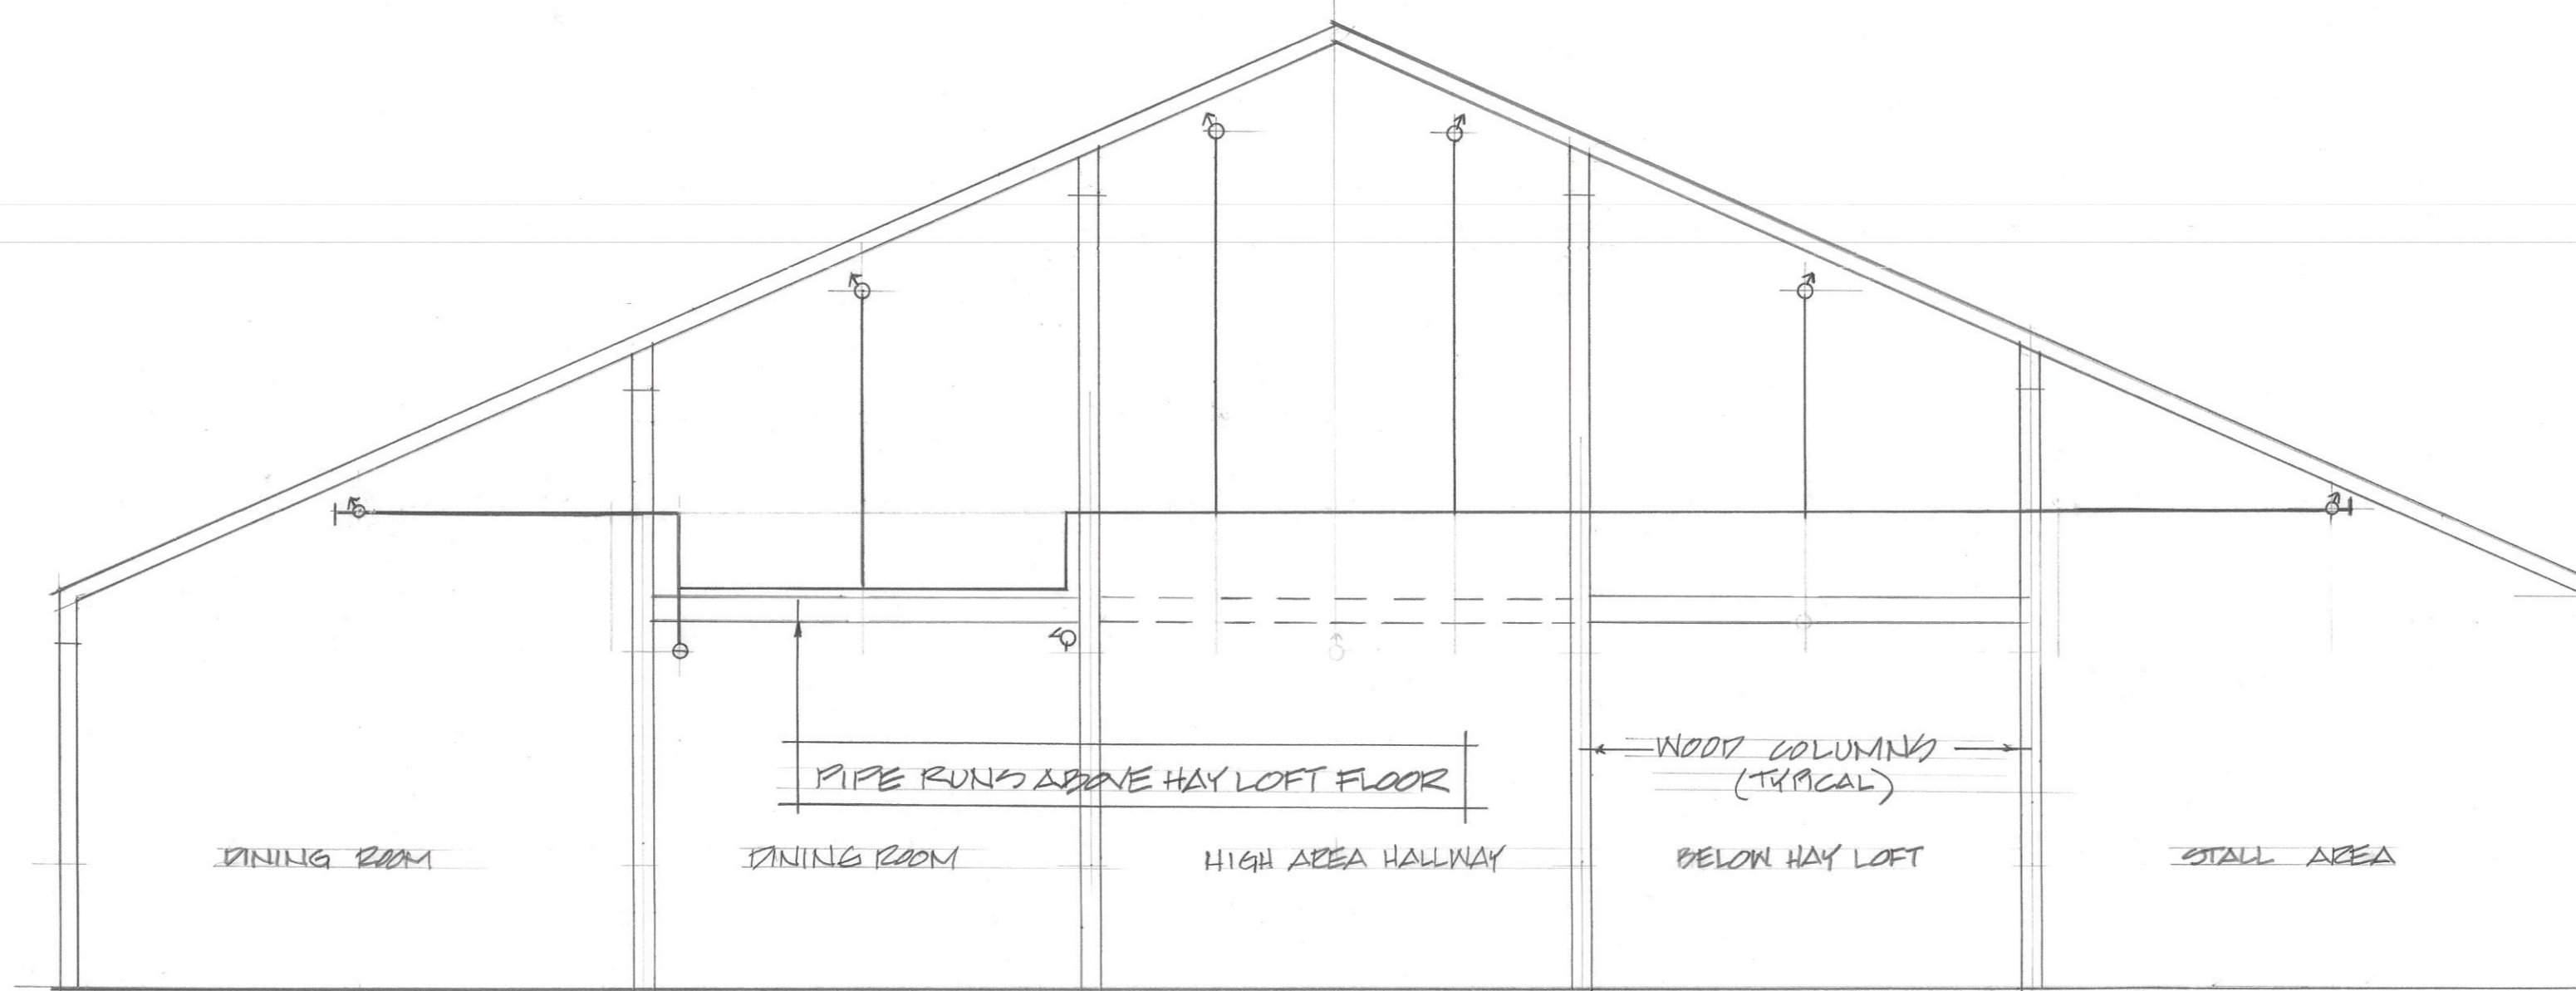 PIPE RUNS ABOVE HAY LOFT FLOOR
WOOD COLUMNS
(TYPICAL)
DINING ROOM
DINING ROOM
HIGH AREA HALLWAY
BELOW HAY LOFT
STALL AREA